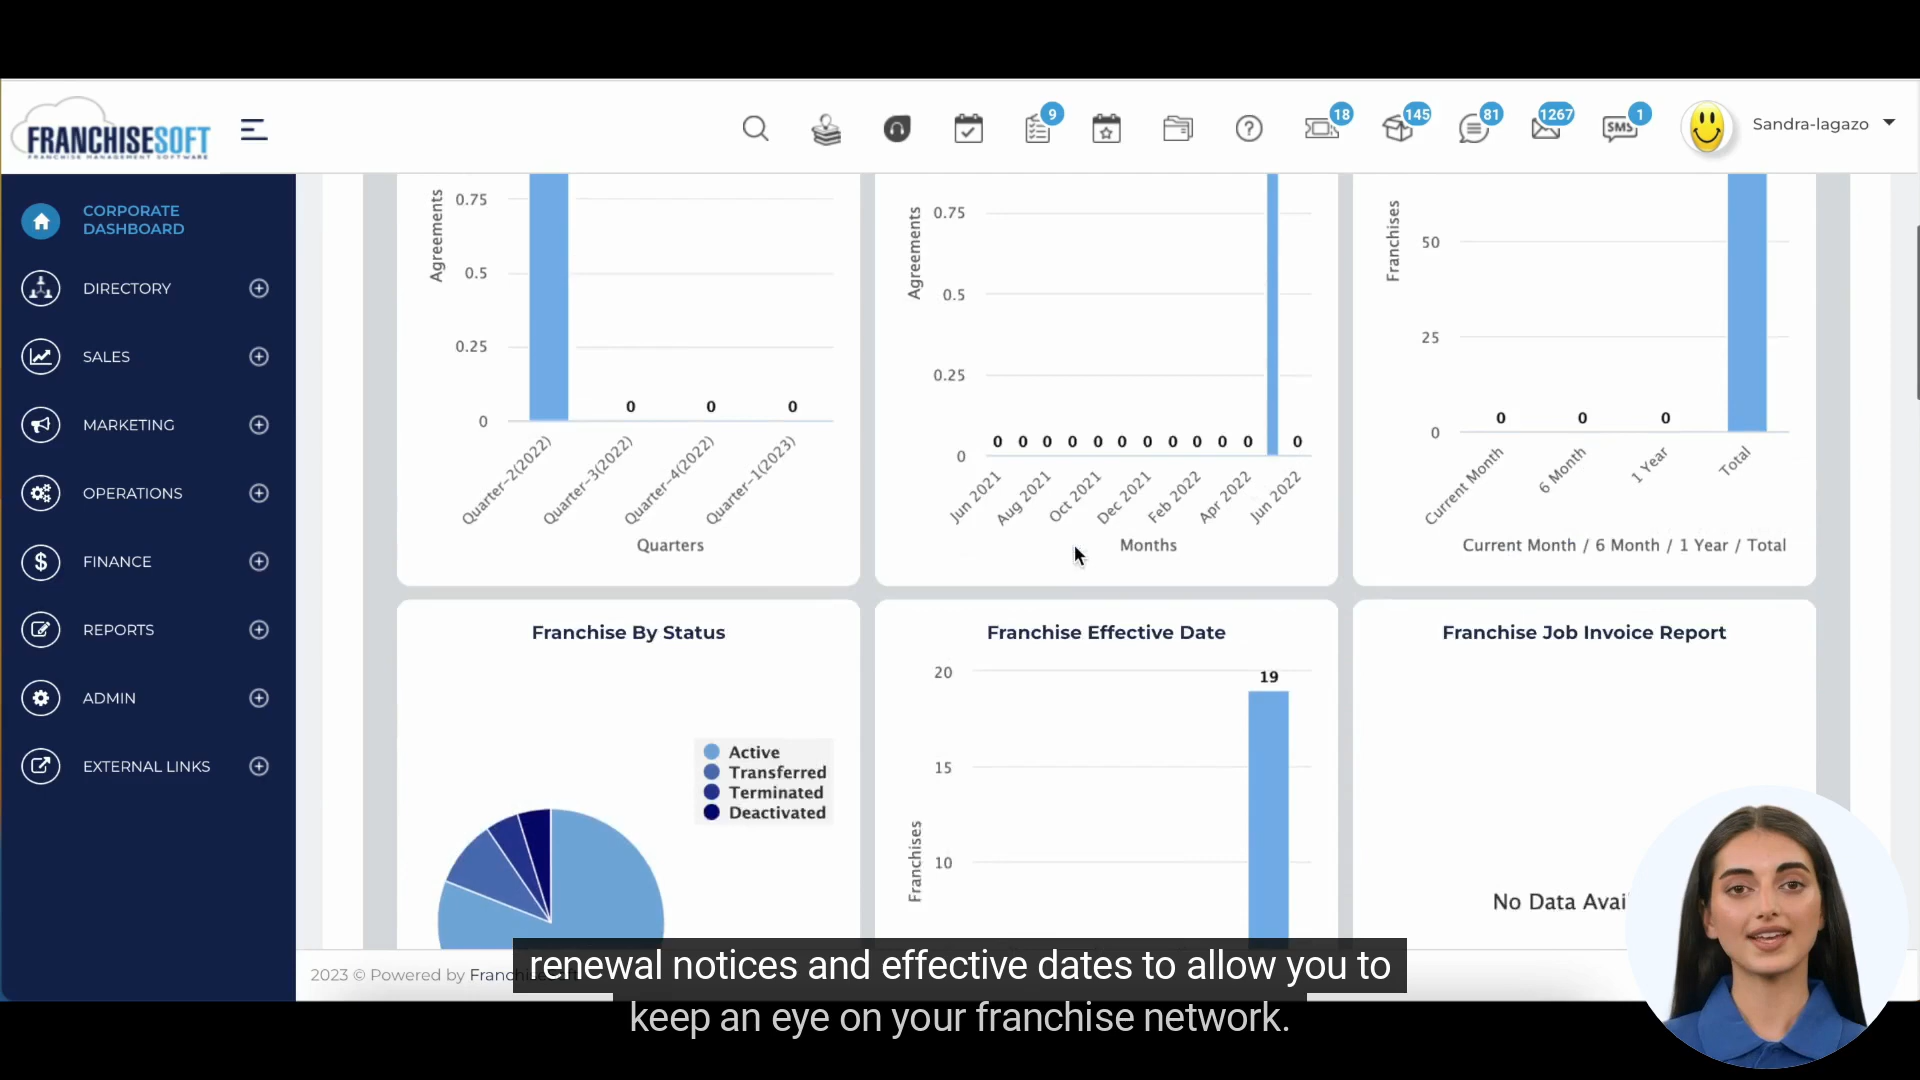 FRANCHISESOFT
FRANCHISE MANAGEMENT SOFTWARE
9
18
145
81
1267
SMS
1
Sandra-lagazo
CORPORATE
DASHBOARD
DIRECTORY
SALES
MARKETING
OPERATIONS
FINANCE
REPORTS
ADMIN
EXTERNAL LINKS
Agreements
0.75
0.5
0.25
0
0
0
0
Quarter-2(2022)
Quarter-3(2022)
Quarter-4(2022)
Quarter-1(2023)
Quarters
Agreements
0.75
0.5
0.25
0
0 0 0 0 0 0 0 0 0 0 0 0
Jun 2021
Aug 2021
Oct 2021
Dec 2021
Feb 2022
Apr 2022
Jun 2022
Months
Franchises
50
25
0
0
0
0
Current Month
6 Month
1 Year
Total
Current Month / 6 Month / 1 Year / Total
Franchise By Status
Active
Transferred
Terminated
Deactivated
Franchise Effective Date
20
19
15
Franchises
10
Franchise Job Invoice Report
No Data Avai
2023 © Powered by Franchise
renewal notices and effective dates to allow you to
keep an eye on your franchise network.